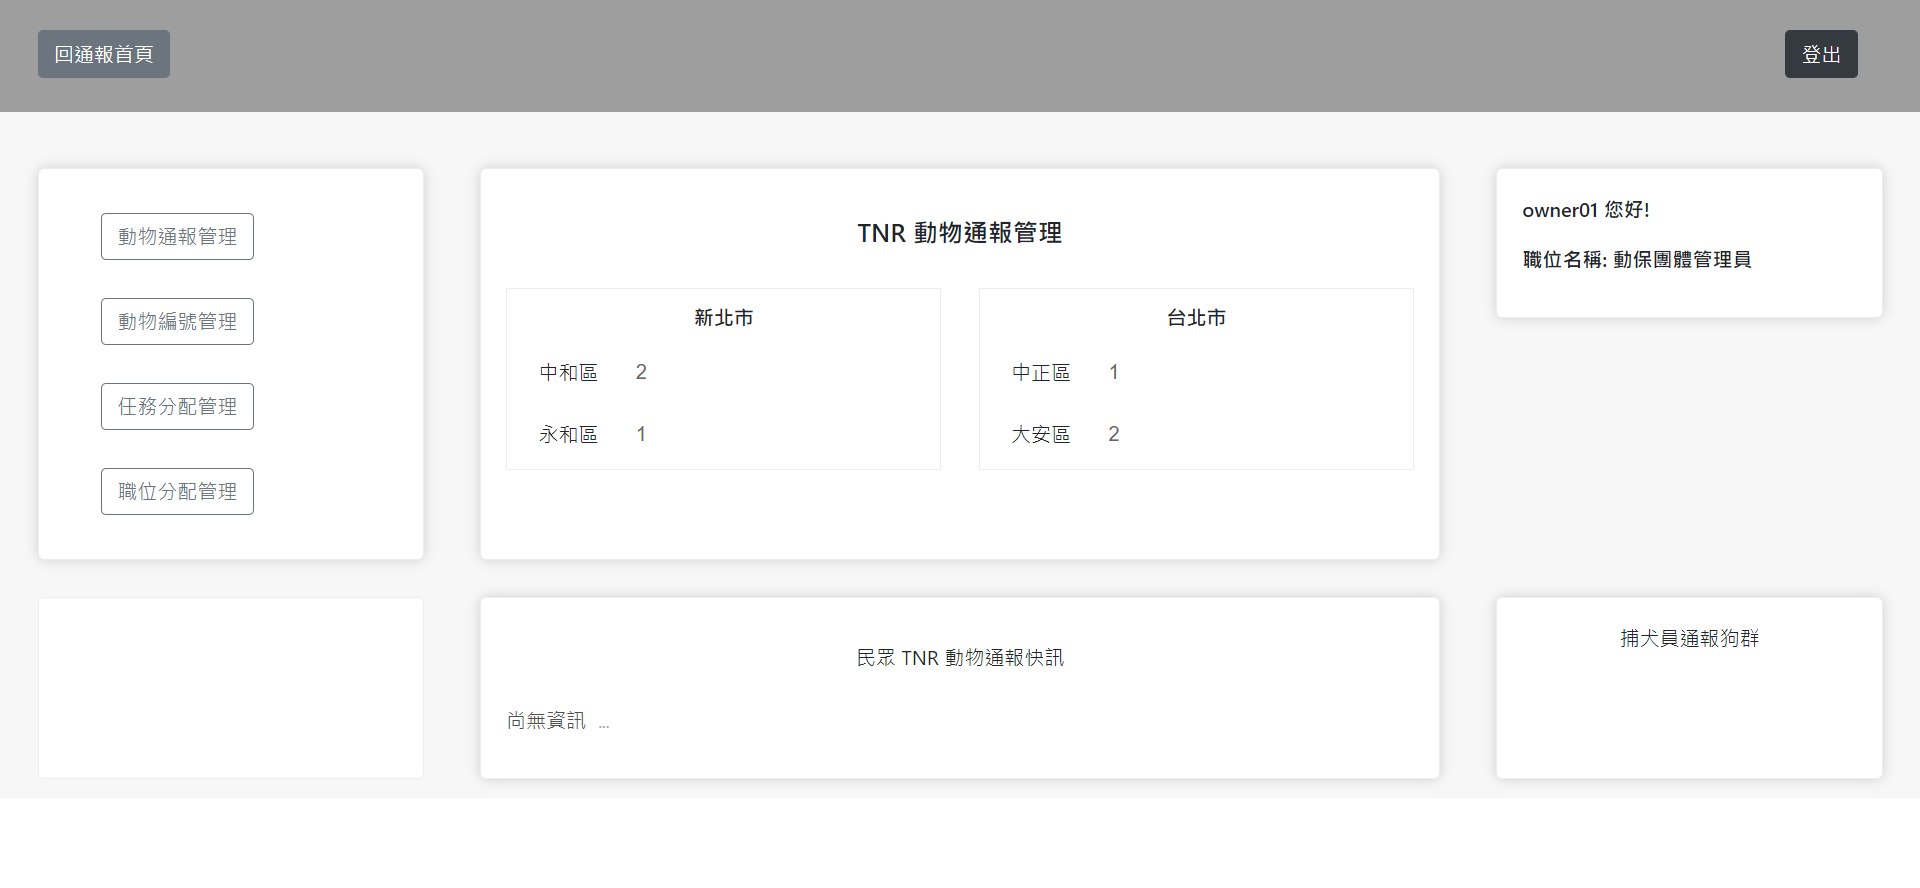 回通報首頁
登出
動物通報管理
動物編號管理
任務分配管理
職位分配管理
TNR 動物通報管理
新北市
中和區 2
永和區 1
台北市
中正區 1
大安區 2
owner01 您好!
職位名稱: 動保團體管理員
民眾 TNR 動物通報快訊
尚無資訊 ...
捕犬員通報狗群